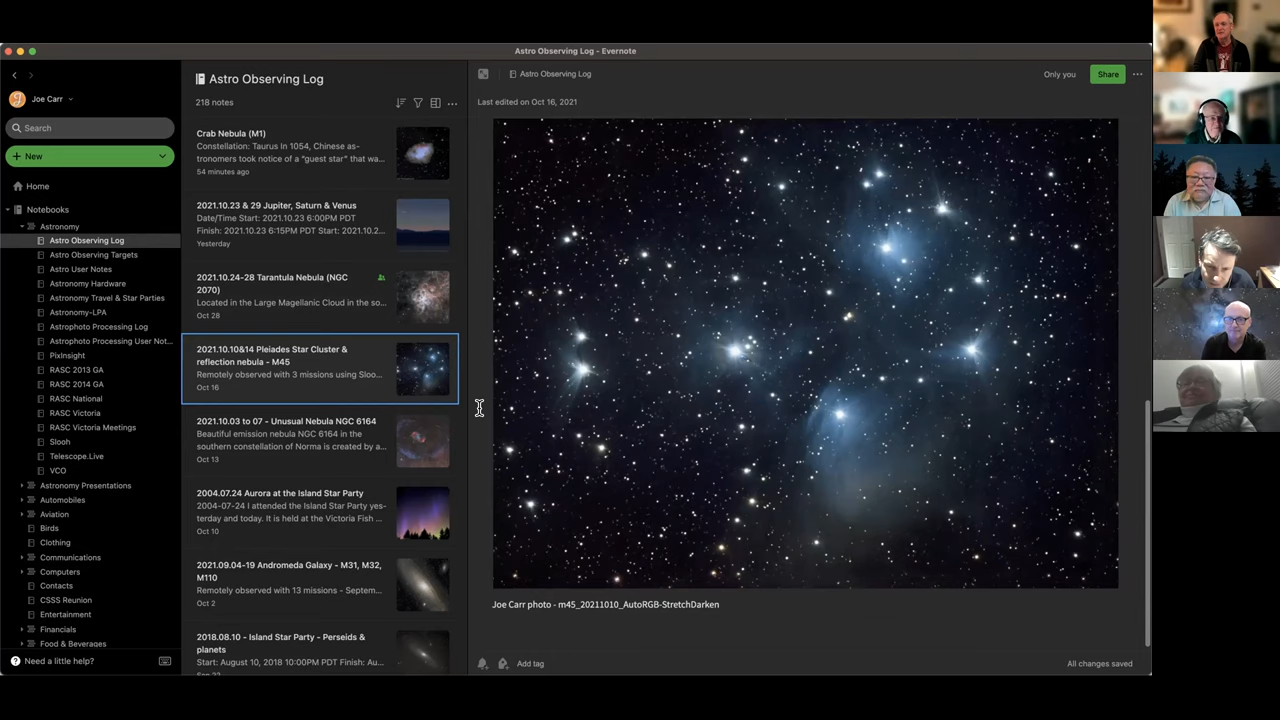 Astro Observing Log - Evernote
Joe Carr
Search
New
Home
Notebooks
Astronomy
Astro Observing Log
Astro Observing Targets
Astro User Notes
Astronomy Hardware
Astronomy Travel & Star Parties
Astronomy-LPA
Astrophoto Processing Log
Astrophoto Processing User Not...
PixInsight
RASC 2013 GA
RASC 2014 GA
RASC National
RASC Victoria
RASC Victoria Meetings
Slooh
Telescope.Live
VCO
Astronomy Presentations
Automobiles
Aviation
Birds
Clothing
Communications
Computers
Contacts
CSSS Reunion
Entertainment
Financials
Food & Beverages
Need a little help?
Astro Observing Log
218 notes
Crab Nebula (M1)
Constellation: Taurus In 1054, Chinese as-
tronomers took notice of a "guest star" that wa...
54 minutes ago
2021.10.23 & 29 Jupiter, Saturn & Venus
Date/Time Start: 2021.10.23 6:00PM PDT
Finish: 2021.10.23 6:15PM PDT Start: 2021.10.2...
Yesterday
2021.10.24-28 Tarantula Nebula (NGC
2070)
Located in the Large Magellanic Cloud in the so...
Oct 28
2021.10.10&14 Pleiades Star Cluster &
reflection nebula - M45
Remotely observed with 3 missions using Sloo...
Oct 16
2021.10.03 to 07 - Unusual Nebula NGC 6164
Beautiful emission nebula NGC 6164 in the
southern constellation of Norma is created by a...
Oct 13
2004.07.24 Aurora at the Island Star Party
2004-07-24 I attended the Island Star Party yes-
terday and today. It is held at the Victoria Fish ...
Oct 10
2021.09.04-19 Andromeda Galaxy - M31, M32,
M110
Remotely observed with 13 missions - Septem...
Oct 2
2018.08.10 - Island Star Party - Perseids &
planets
Start: August 10, 2018 10:00PM PDT Finish: Au...
Astro Observing Log
Only you
Share
Last edited on Oct 16, 2021
Joe Carr photo - m45_20211010_AutoRGB-StretchDarken
Add tag
All changes saved